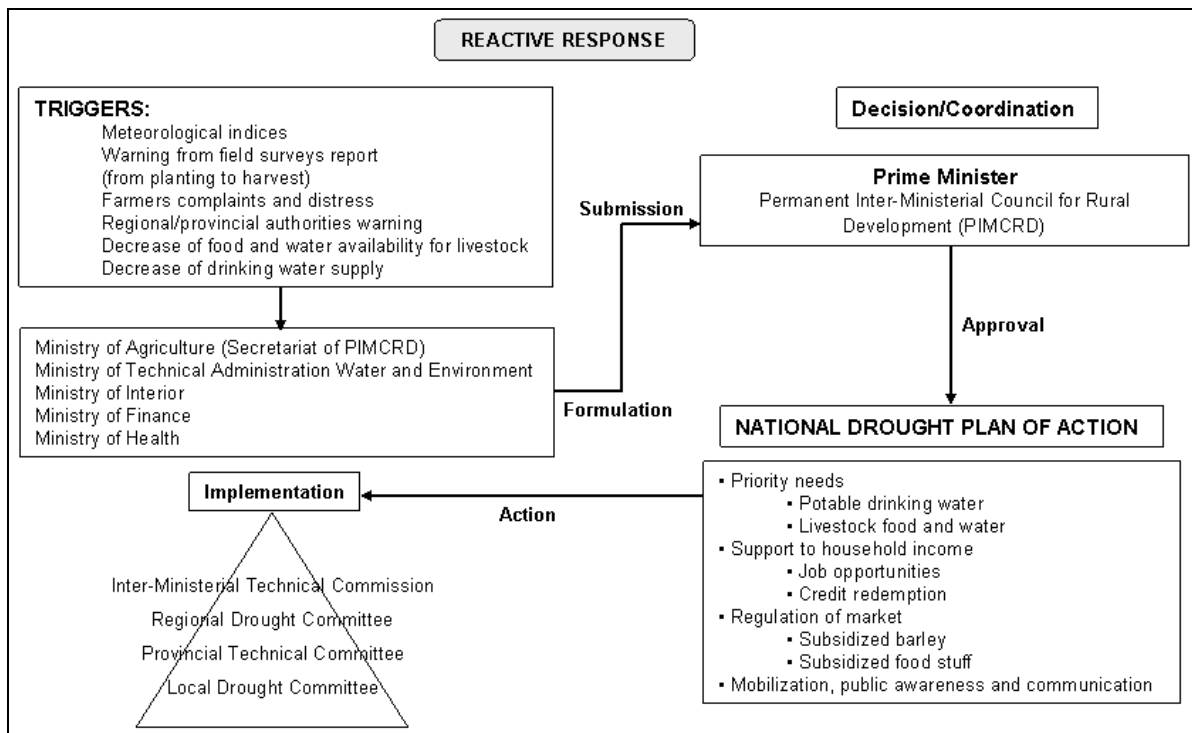 REACTIVE RESPONSE
TRIGGERS:
Meteorological indices
Warning from field surveys report
(from planting to harvest)
Farmers complaints and distress
Regional/provincial authorities warning
Decrease of food and water availability for livestock
Decrease of drinking water supply
Ministry of Agriculture (Secretariat of PIMCRD)
Ministry of Technical Administration Water and Environment
Ministry of Interior
Ministry of Finance
Ministry of Health
Formulation
Submission
Decision/Coordination
Prime Minister
Permanent Inter-Ministerial Council for Rural
Development (PIMCRD)
Approval
NATIONAL DROUGHT PLAN OF ACTION
▪ Priority needs
▪ Potable drinking water
▪ Livestock food and water
▪ Support to household income
▪ Job opportunities
▪ Credit redemption
▪ Regulation of market
▪ Subsidized barley
▪ Subsidized food stuff
▪ Mobilization, public awareness and communication
Action
Implementation
Inter-Ministerial Technical Commission
Regional Drought Committee
Provincial Technical Committee
Local Drought Committee